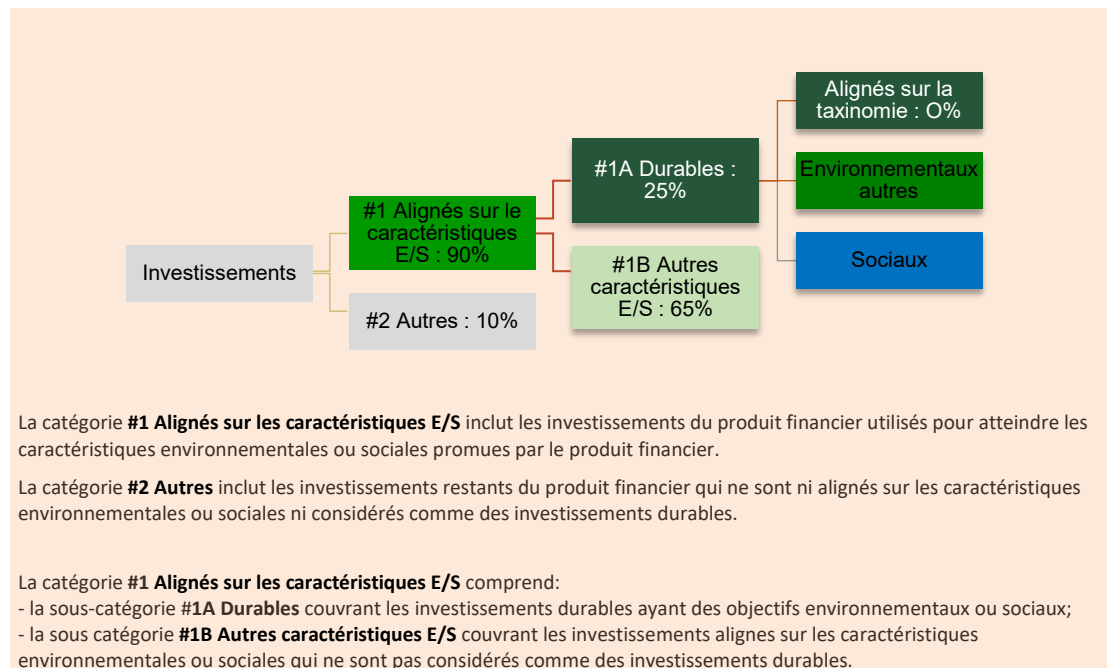 Alignés sur la
taxinomie : O%
#1A Durables :
25%
Environnementaux
autres
#1 Alignés sur le
caractéristiques
E/S : 90%
Investissements
#1B Autres
caractéristiques
E/S : 65%
Sociaux
#2 Autres : 10%
La catégorie #1 Alignés sur les caractéristiques E/S inclut les investissements du produit financier utilisés pour atteindre les
caractéristiques environnementales ou sociales promues par le produit financier.
La catégorie #2 Autres inclut les investissements restants du produit financier qui ne sont ni alignés sur les caractéristiques
environnementales ou sociales ni considérés comme des investissements durables.
La catégorie #1 Alignés sur les caractéristiques E/S comprend:
- la sous-catégorie #1A Durables couvrant les investissements durables ayant des objectifs environnementaux ou sociaux;
- la sous catégorie #1B Autres caractéristiques E/S couvrant les investissements alignes sur les caractéristiques
environnementales ou sociales qui ne sont pas considérés comme des investissements durables.